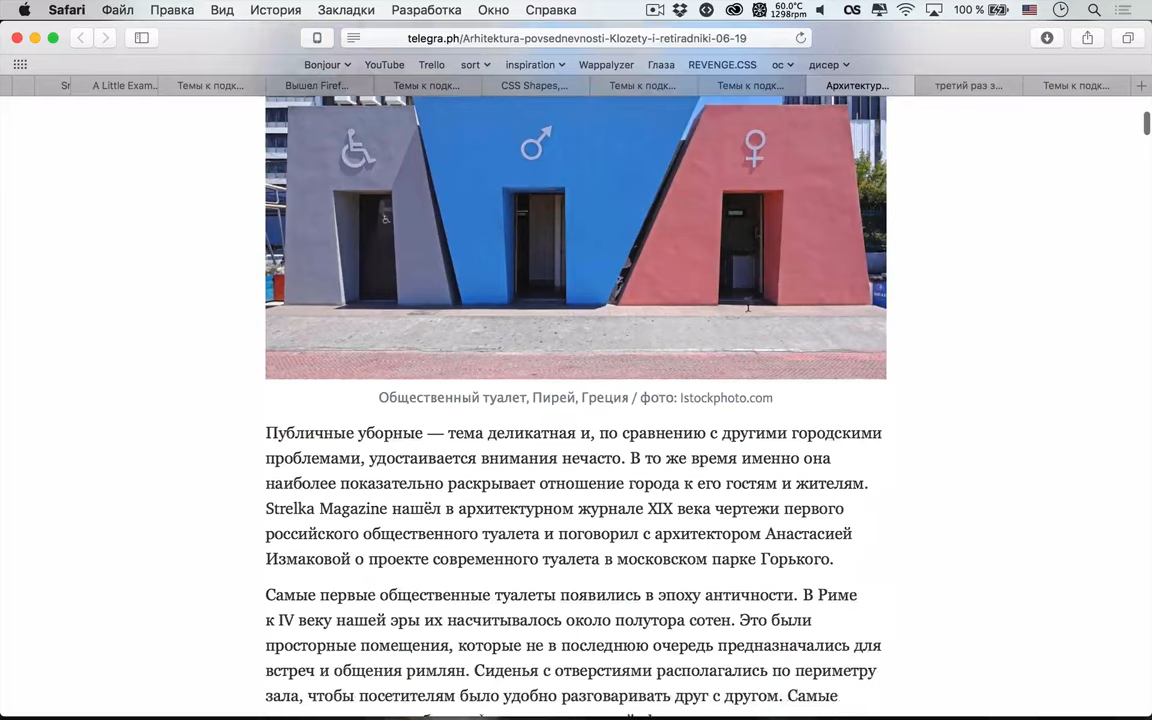 Safari Файл Правка Вид История Закладки Разработка Окно Справка 60.0°C 1298rpm 100 %
telegra.ph/Arhitektura-povsednevnosti-Klozety-i-retiradniki-06-19
Bonjour YouTube Trello sort inspiration Wappalyzer Глаза REVENGE.CSS ос дисер
Sr A Little Exam... Темы к подк... Вышел Firef... Темы к подк... CSS Shapes,... Темы к подк... Темы к подк... Архитектур... третий раз з... Темы к подк...
Общественный туалет, Пирей, Греция / фото: Istockphoto.com
Публичные уборные — тема деликатная и, по сравнению с другими городскими
проблемами, удостаивается внимания нечасто. В то же время именно она
наиболее показательно раскрывает отношение города к его гостям и жителям.
Strelka Magazine нашёл в архитектурном журнале XIX века чертежи первого
российского общественного туалета и поговорил с архитектором Анастасией
Измаковой о проекте современного туалета в московском парке Горького.
Самые первые общественные туалеты появились в эпоху античности. В Риме
к IV веку нашей эры их насчитывалось около полутора сотен. Это были
просторные помещения, которые не в последнюю очередь предназначались для
встреч и общения римлян. Сиденья с отверстиями располагались по периметру
зала, чтобы посетителям было удобно разговаривать друг с другом. Самые